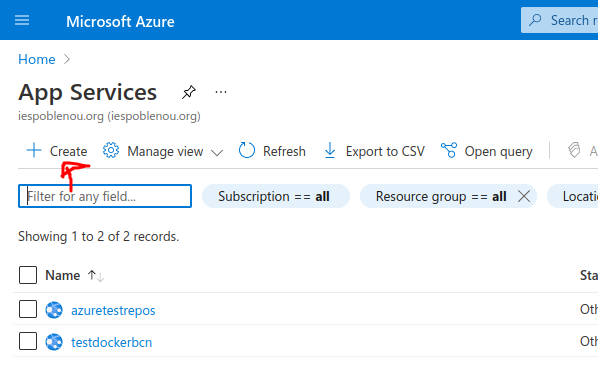 Microsoft Azure
Search r
Home
App Services
iespoblenou.org (iespoblenou.org)
Create Manage view Refresh Export to CSV Open query A
Filter for any field... Subscription == all Resource group == all Locati
Showing 1 to 2 of 2 records.
Name Sta
azuretestrepos Oth
testdockerbcn Oth